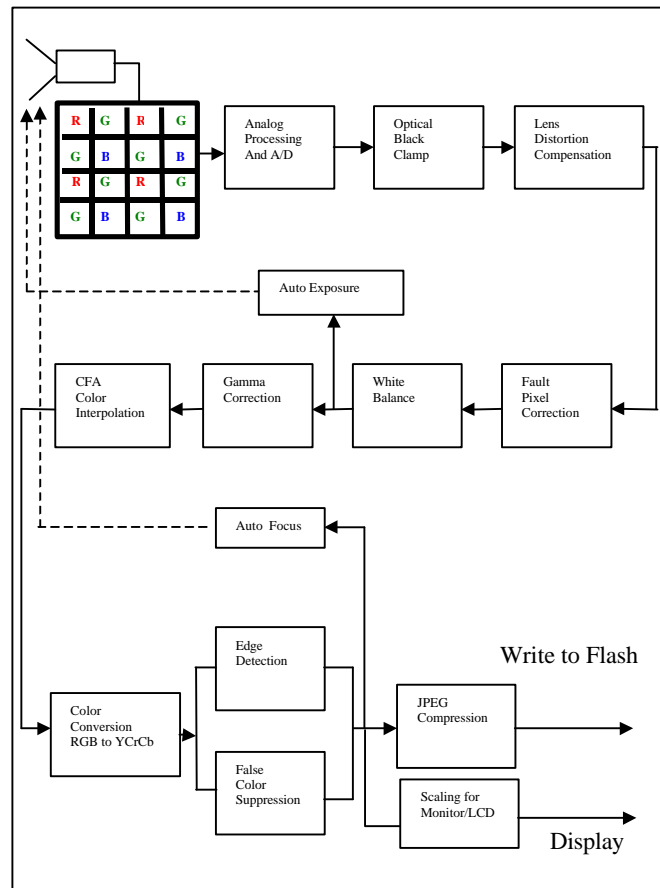 R G R G
G B G B
R G R G
G B G B
Analog
Processing
And A/D
Optical
Black
Clamp
Lens
Distortion
Compensation
Auto Exposure
CFA
Color
Interpolation
Gamma
Correction
White
Balance
Fault
Pixel
Correction
Auto Focus
Edge
Detection
Write to Flash
Color
Conversion
RGB to YCrCb
JPEG
Compression
False
Color
Suppression
Scaling for
Monitor/LCD
Display